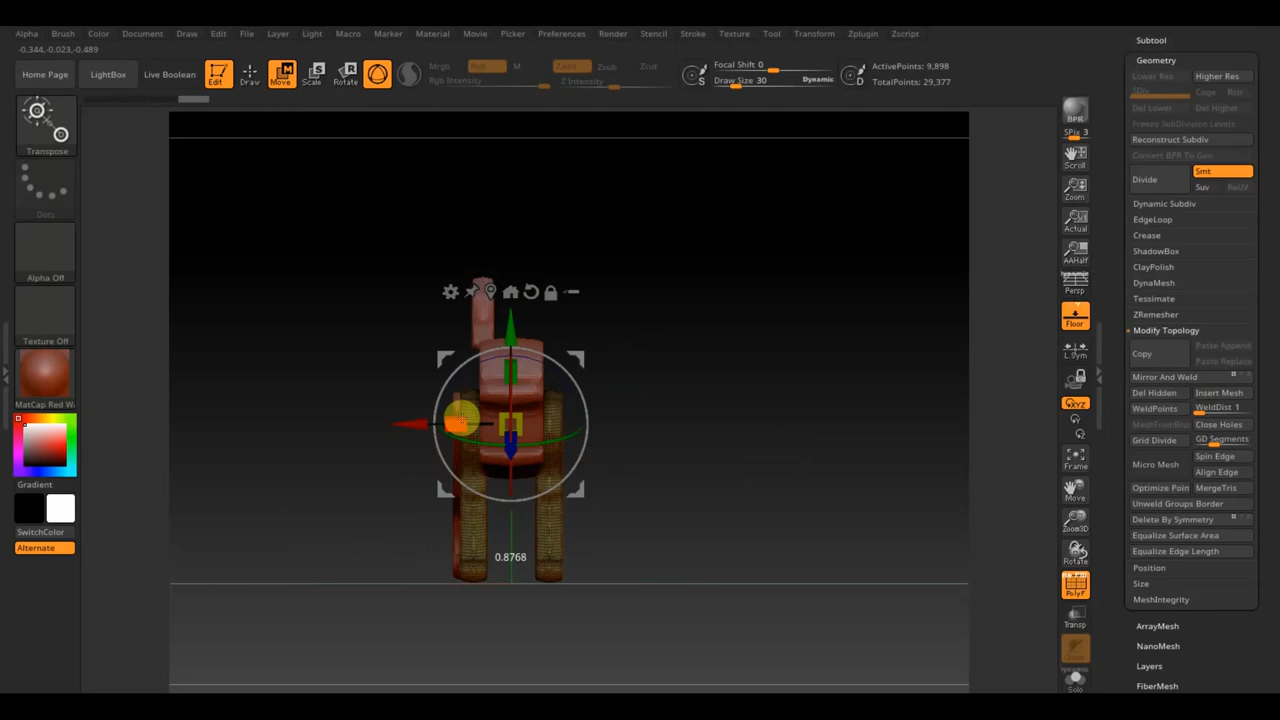 Alpha Brush Color Document Draw Edit File Layer Light Macro Marker Material Movie Picker Preferences Render Stencil Stroke Texture Tool Transform Zplugin Zscript
-0.344,-0.023,-0.489
Home Page LightBox Live Boolean Edit Draw Move Scale Rotate
Mrgb Rgb M Zadd Zsub Zcut
Rgb Intensity Z Intensity
Focal Shift 0
Draw Size 30 Dynamic
ActivePoints: 9,898
TotalPoints: 29,377
Transpose
Dots
Alpha Off
Texture Off
MatCap Red Wa
Gradient
SwitchColor
Alternate
0.8768
BPR
SPix 3
Scroll
Zoom
Actual
AAHalf
Dynamic
Persp
Floor
L.Sym
XYZ
Y
Z
Frame
Move
Zoom3D
Rotate
PolyF
Transp
Dynamic
Solo
Subtool
Geometry
Lower Res Higher Res
SDiv Cage Rstr
Del Lower Del Higher
Freeze SubDivision Levels
Reconstruct Subdiv
Convert BPR To Geo
Divide Smt
Suv ReUV
Dynamic Subdiv
EdgeLoop
Crease
ShadowBox
ClayPolish
DynaMesh
Tessimate
ZRemesher
Modify Topology
Copy Paste Append
Paste Replace
Mirror And Weld
Del Hidden Insert Mesh
WeldPoints WeldDist 1
MeshFromBru Close Holes
Grid Divide GD Segments
Micro Mesh Spin Edge
Align Edge
Optimize Poin MergeTris
Unweld Groups Border
Delete By Symmetry
Equalize Surface Area
Equalize Edge Length
Position
Size
MeshIntegrity
ArrayMesh
NanoMesh
Layers
FiberMesh